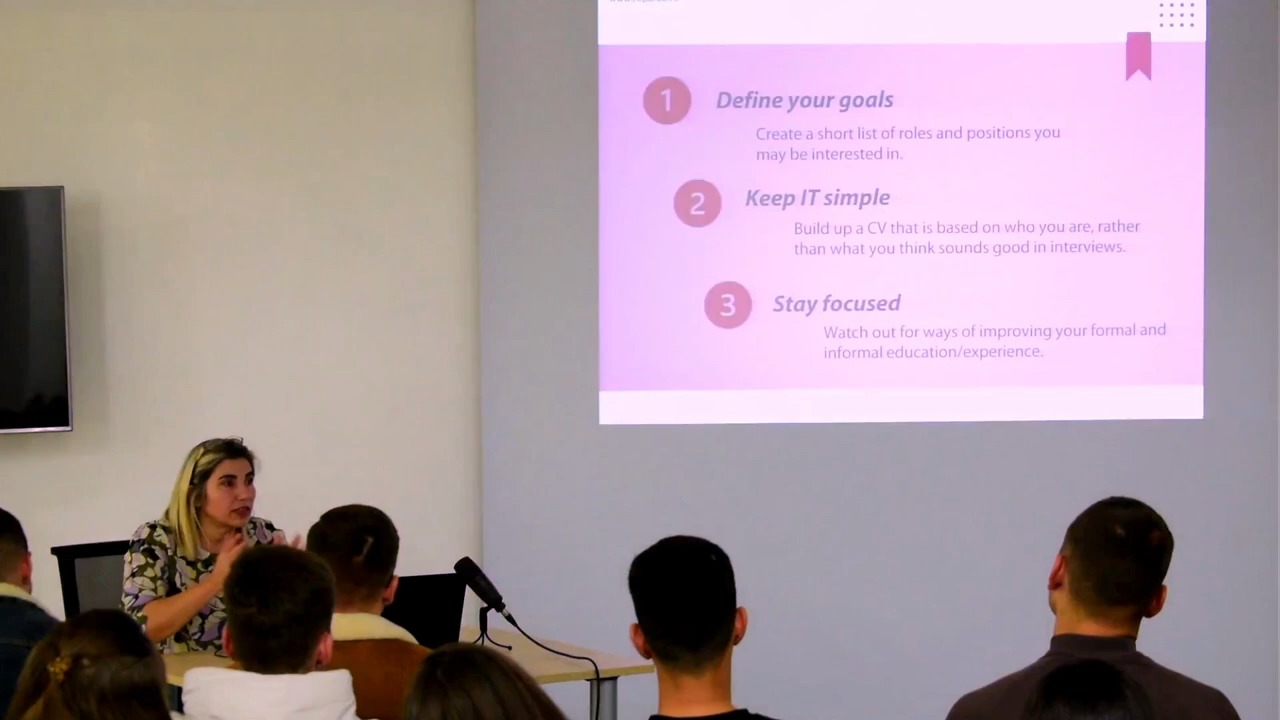 1
Define your goals
Create a short list of roles and positions you
may be interested in.
2
Keep IT simple
Build up a CV that is based on who you are, rather
than what you think sounds good in interviews.
3
Stay focused
Watch out for ways of improving your formal and
informal education/experience.